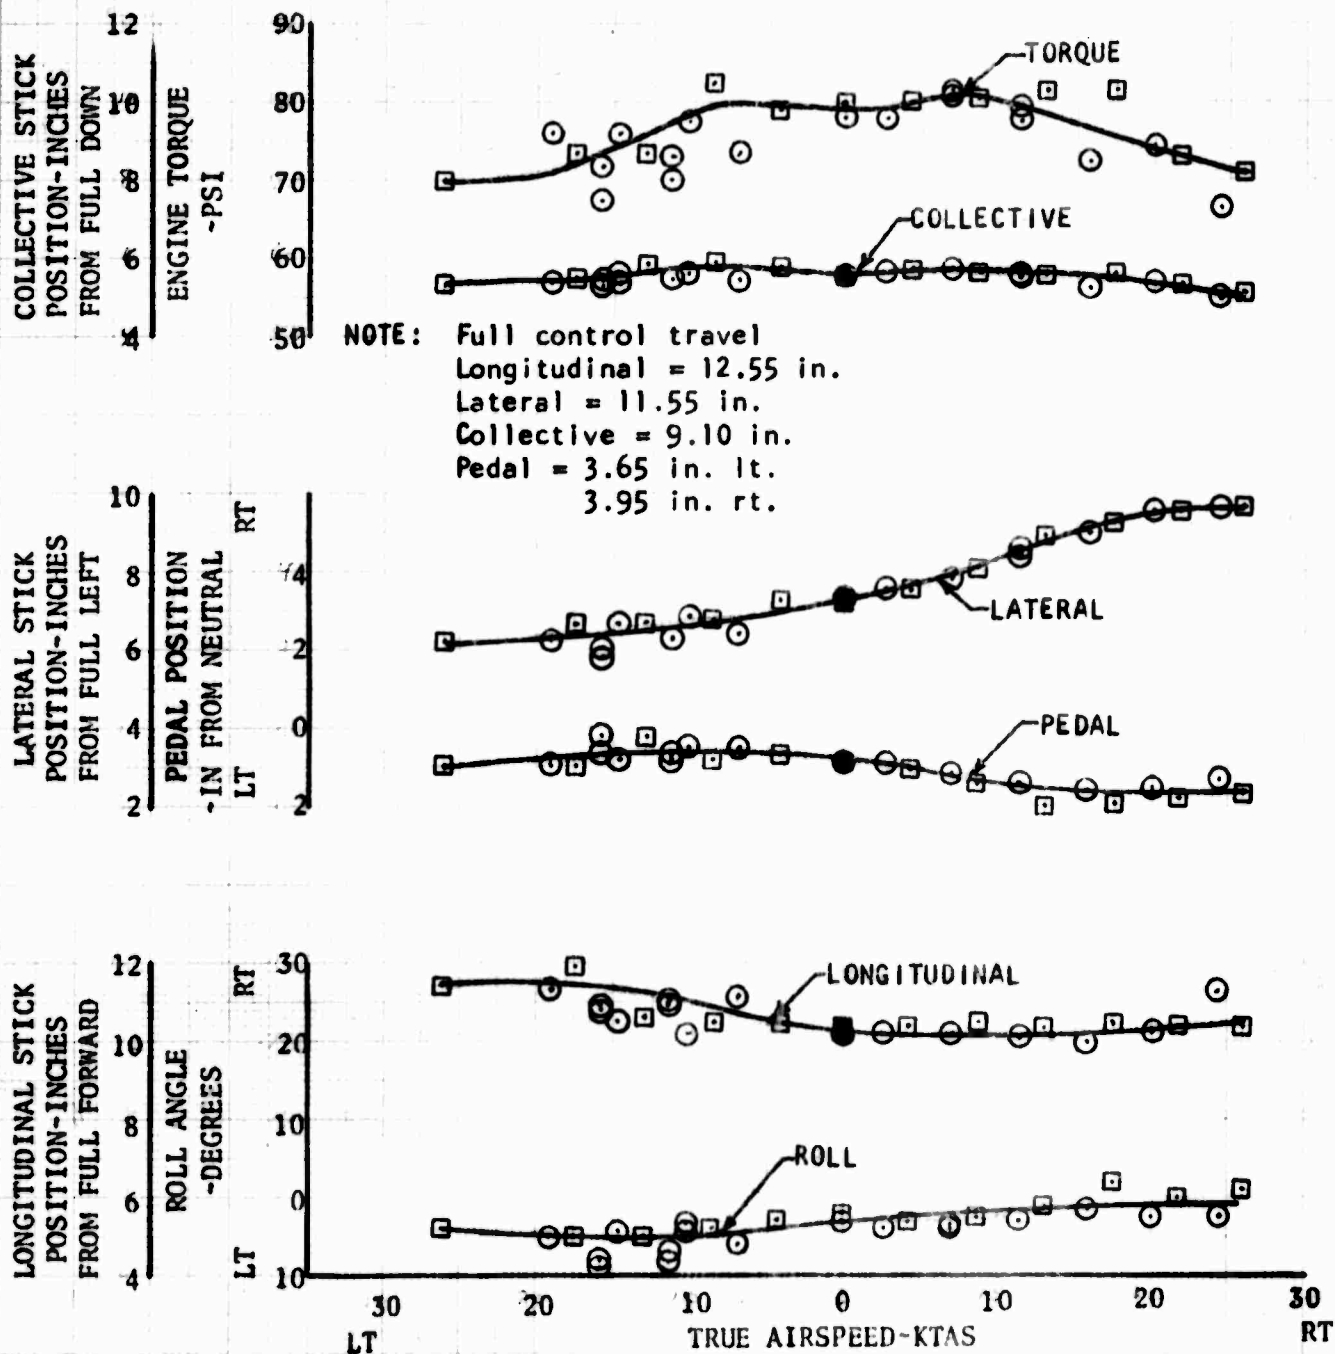 COLLECTIVE STICK
POSITION-INCHES
FROM FULL DOWN
12
10
8
6
4
ENGINE TORQUE
~PSI
90
80
70
60
50
TORQUE
COLLECTIVE
NOTE: Full control travel
Longitudinal = 12.55 in.
Lateral = 11.55 in.
Collective = 9.10 in.
Pedal = 3.65 in. lt.
3.95 in. rt.
LATERAL STICK
POSITION-INCHES
FROM FULL LEFT
10
8
6
4
2
PEDAL POSITION
~IN FROM NEUTRAL
LT RT
4
2
0
2
LATERAL
PEDAL
LONGITUDINAL STICK
POSITION-INCHES
FROM FULL FORWARD
12
10
8
6
4
ROLL ANGLE
~DEGREES
LT RT
30
20
10
0
10
LONGITUDINAL
ROLL
30 20 10 0 10 20 30
LT TRUE AIRSPEED~KTAS RT